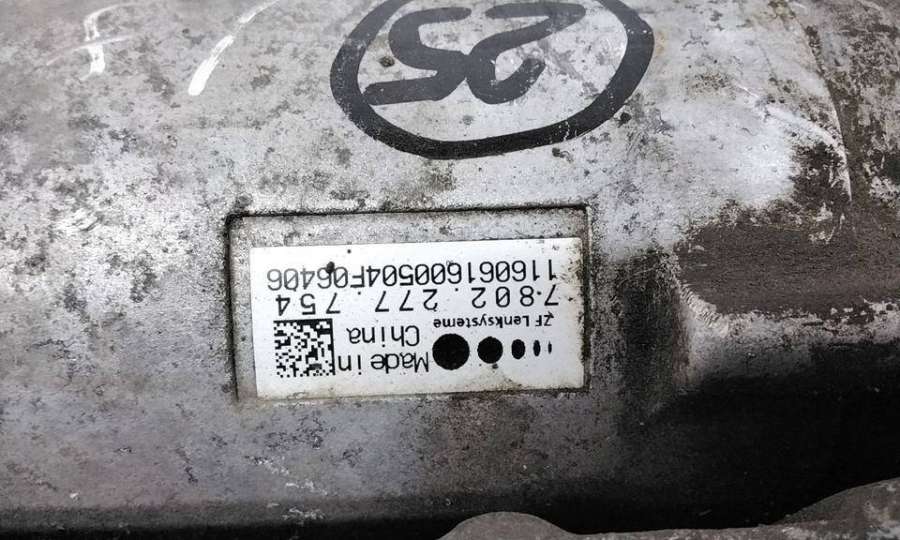 Made in
China
ZF Lenksysteme
7.802.277.754
116061600504F06406
25